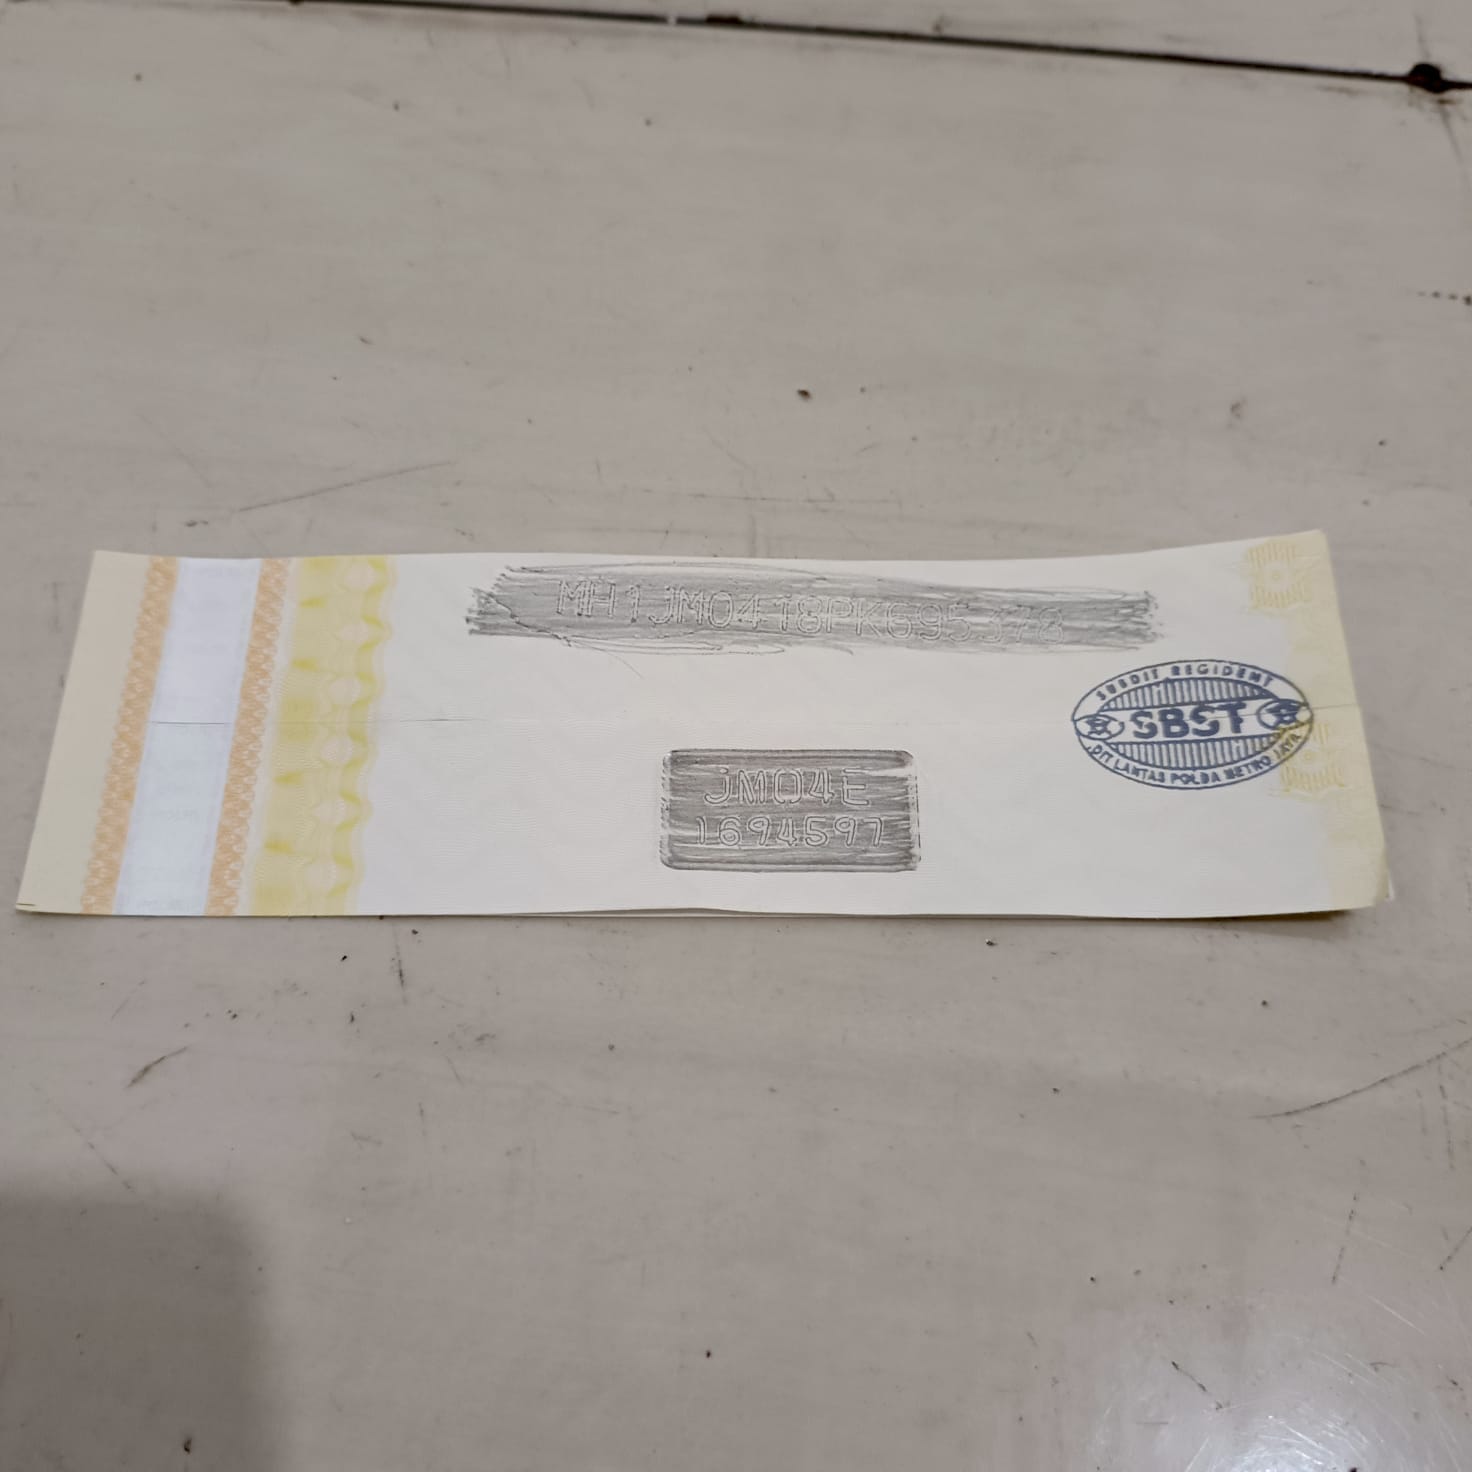 MH1JM0418PK695378
SUBDIT REGIDENT
SBST
DIT LANTAS POLDA METRO JAYA
JM04E
1694597